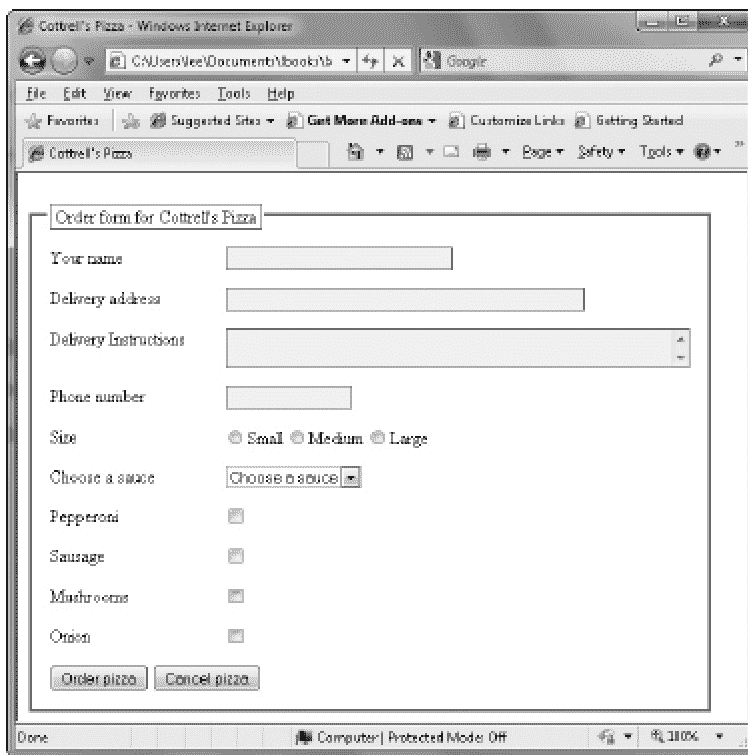 Cottrell's Pizza - Windows Internet Explorer
C:\Users\lee\Documents\books\b
Google
File Edit View Favorites Tools Help
Favorites Suggested Sites Get More Add-ons Customize Links Getting Started
Cottrell's Pizza Page Safety Tools »
Order form for Cottrell's Pizza
Your name
Delivery address
Delivery Instructions
Phone number
Size Small Medium Large
Choose a sauce Choose a sauce
Pepperoni
Sausage
Mushrooms
Onion
Order pizza Cancel pizza
Done Computer | Protected Mode: Off 100%